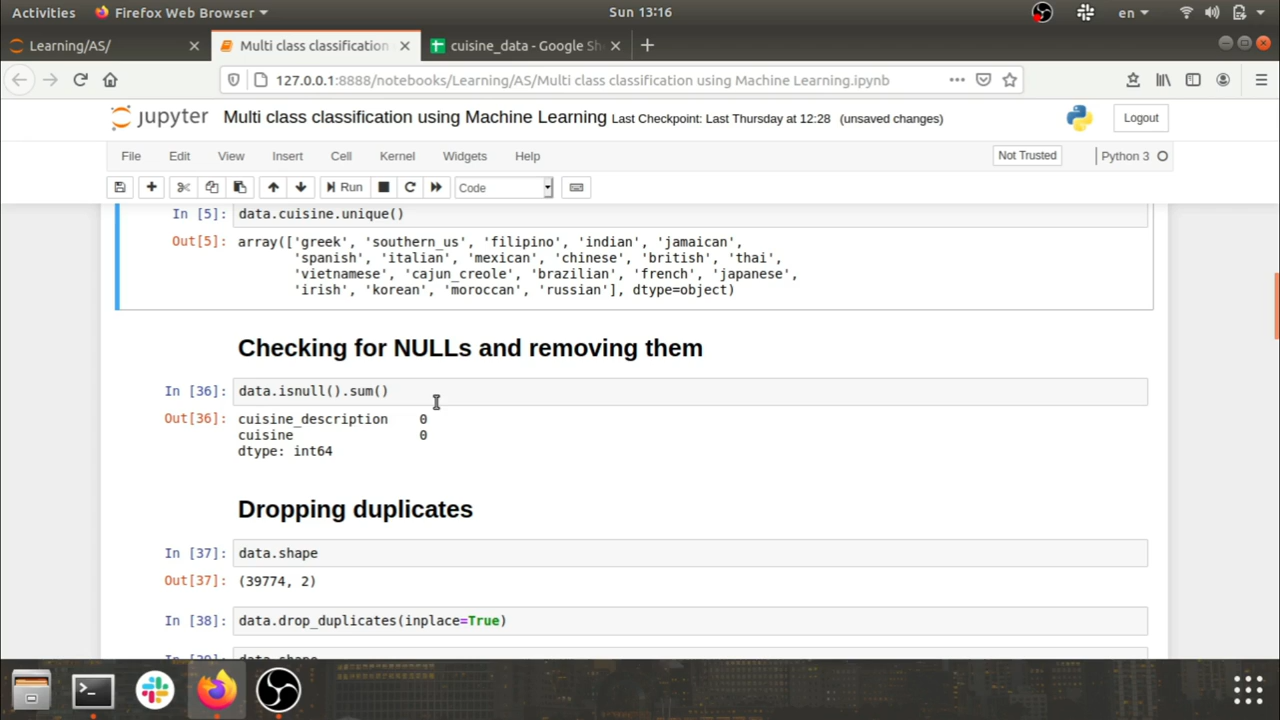 Activities Firefox Web Browser Sun 13:16 en
Learning/AS/ Multi class classification cuisine_data - Google Sh
127.0.0.1:8888/notebooks/Learning/AS/Multi class classification using Machine Learning.ipynb
jupyter Multi class classification using Machine Learning Last Checkpoint: Last Thursday at 12:28 (unsaved changes) Logout
File Edit View Insert Cell Kernel Widgets Help Not Trusted Python 3
Run Code
In [5]: data.cuisine.unique()
Out[5]: array(['greek', 'southern_us', 'filipino', 'indian', 'jamaican',
'spanish', 'italian', 'mexican', 'chinese', 'british', 'thai',
'vietnamese', 'cajun_creole', 'brazilian', 'french', 'japanese',
'irish', 'korean', 'moroccan', 'russian'], dtype=object)
Checking for NULLs and removing them
In [36]: data.isnull().sum()
Out[36]: cuisine_description 0
cuisine 0
dtype: int64
Dropping duplicates
In [37]: data.shape
Out[37]: (39774, 2)
In [38]: data.drop_duplicates(inplace=True)